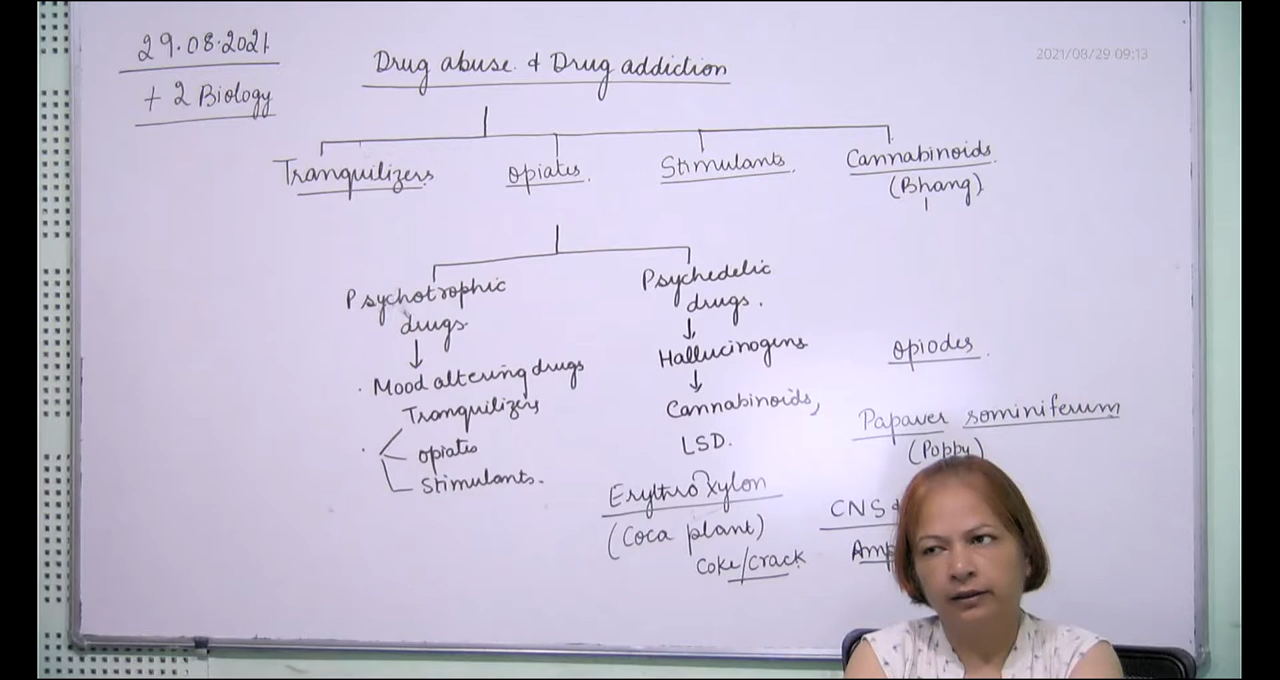 29.08.2021
+ 2 Biology
2021/08/29 09:13
Drug abuse & Drug addiction
Tranquilizers
opiates.
Stimulants.
Cannabinoids.
(Bhang)
Psychotrophic
drugs.
Mood altering drugs
Tranquilizers
opiates
Stimulants.
Psychedelic
drugs.
Hallucinogens
Cannabinoids,
LSD.
opiodes.
Papaver sominiferum
(Poppy)
Erythroxylon
(Coca plant)
Coke/crack
CNS